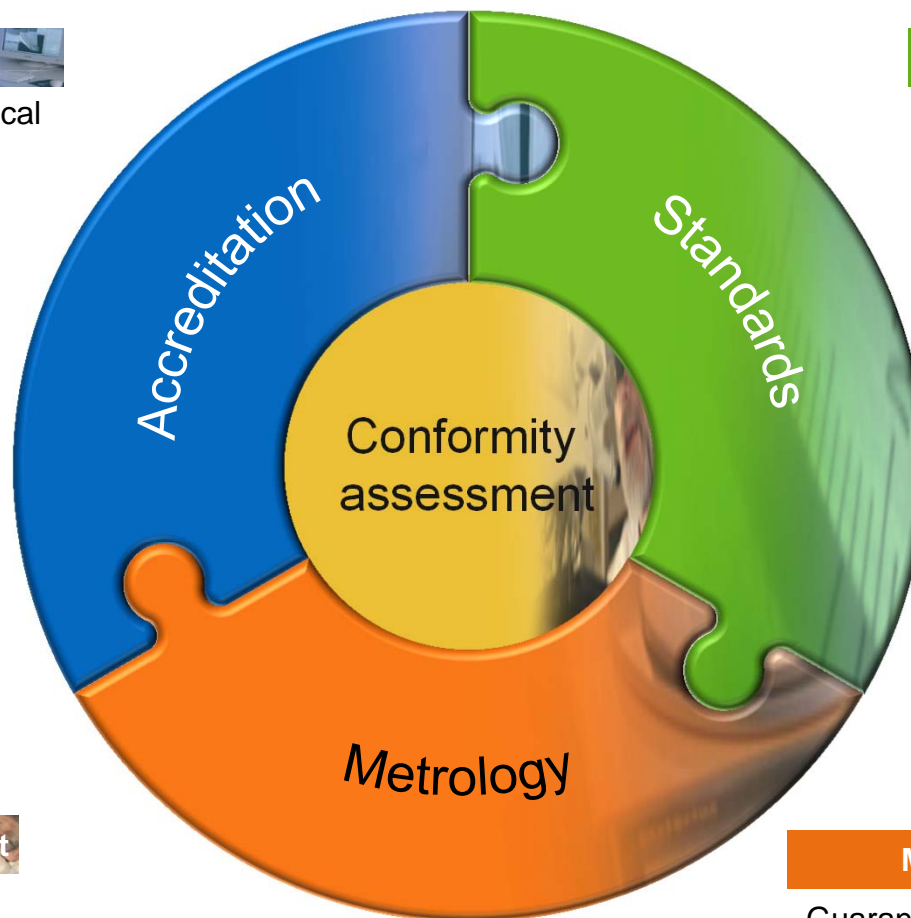 cal
Accreditation
Standards
Conformity
assessment
Metrology
t